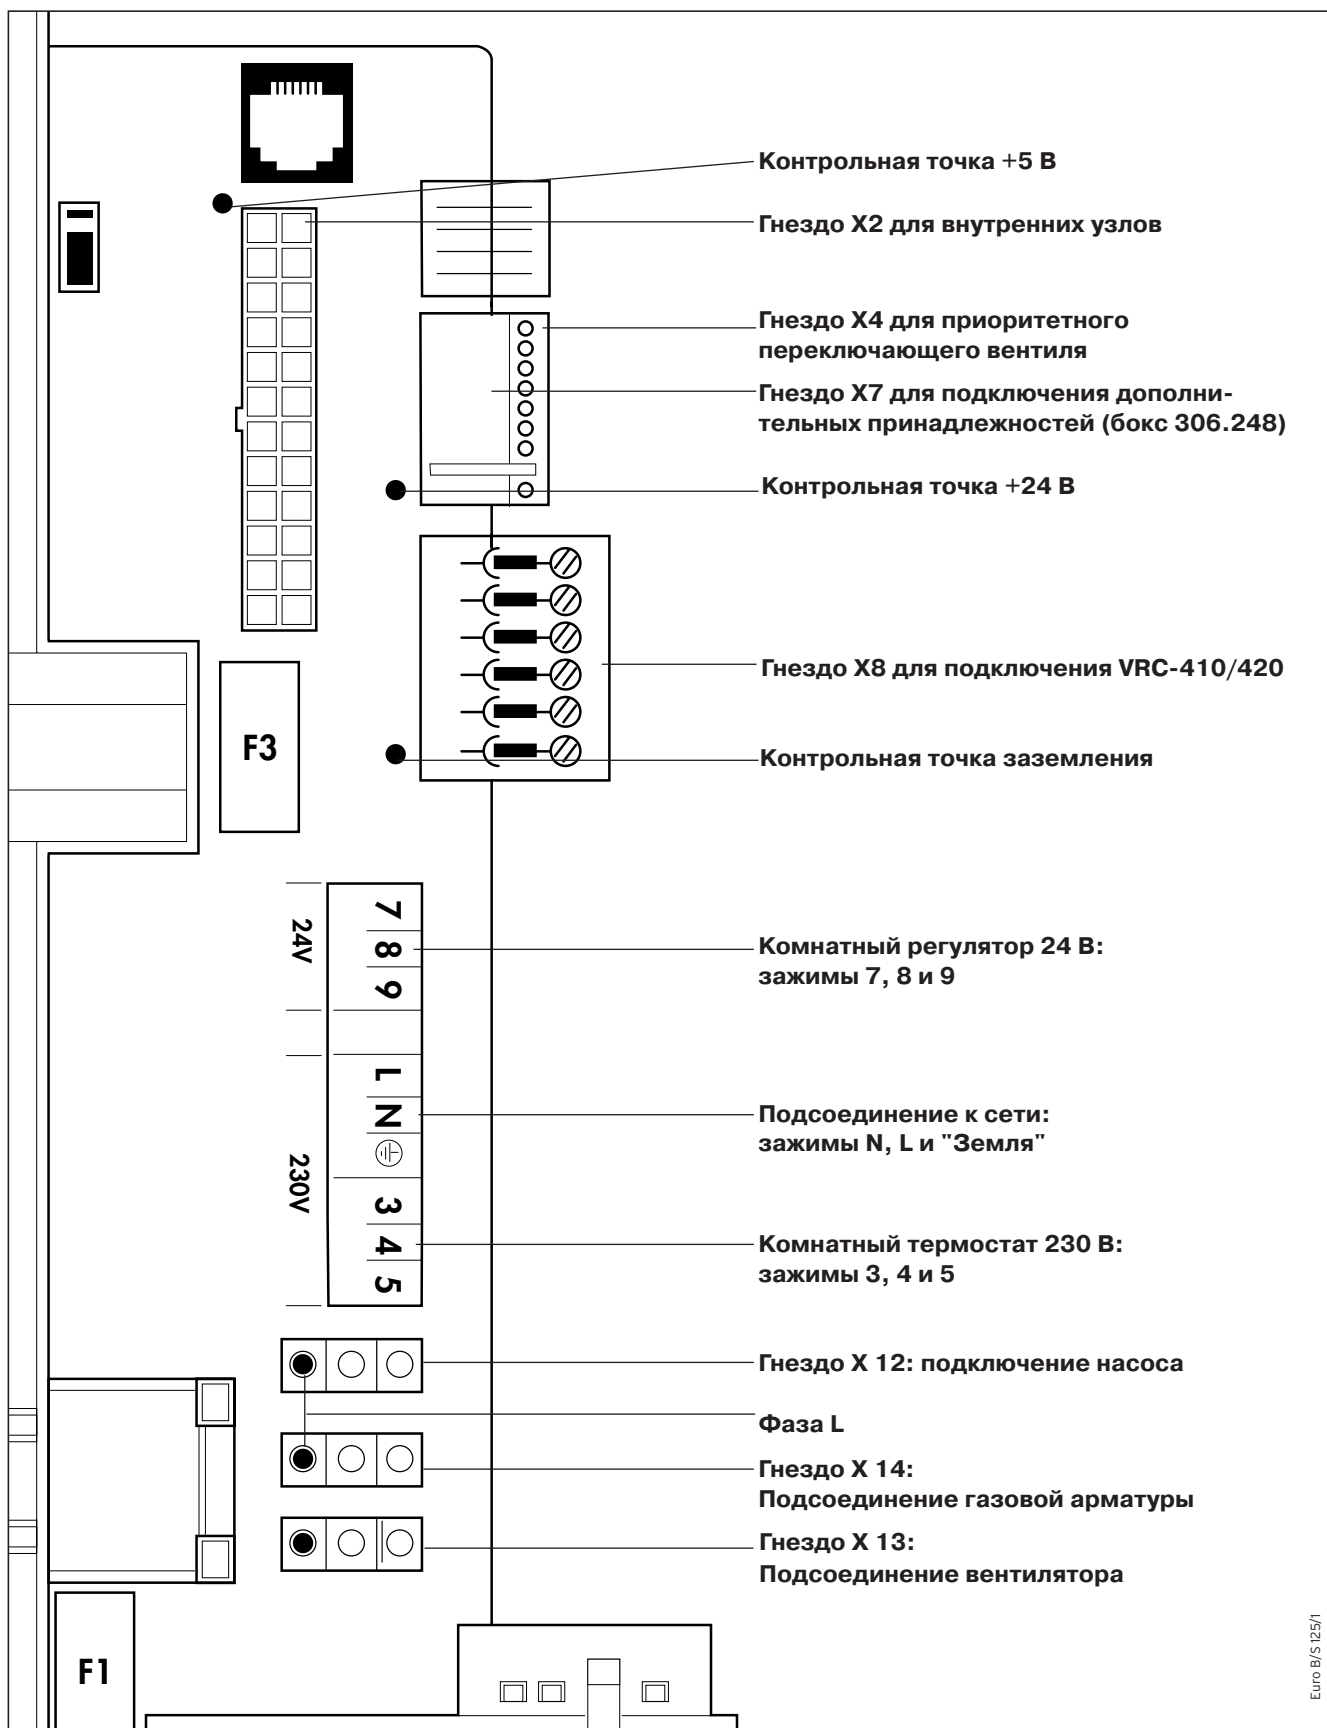 Контрольная точка +5 В
Гнездо X2 для внутренних узлов
Гнездо X4 для приоритетного
переключающего вентиля
Гнездо X7 для подключения дополни-
тельных принадлежностей (бокс 306.248)
Контрольная точка +24 В
Гнездо X8 для подключения VRC-410/420
F3
Контрольная точка заземления
24V
7
8
9
Комнатный регулятор 24 В:
зажимы 7, 8 и 9
230V
L
N
3
4
5
Подсоединение к сети:
зажимы N, L и "Земля"
Комнатный термостат 230 В:
зажимы 3, 4 и 5
Гнездо X 12: подключение насоса
Фаза L
Гнездо X 14:
Подсоединение газовой арматуры
Гнездо X 13:
Подсоединение вентилятора
F1
Euro B/S 125/1